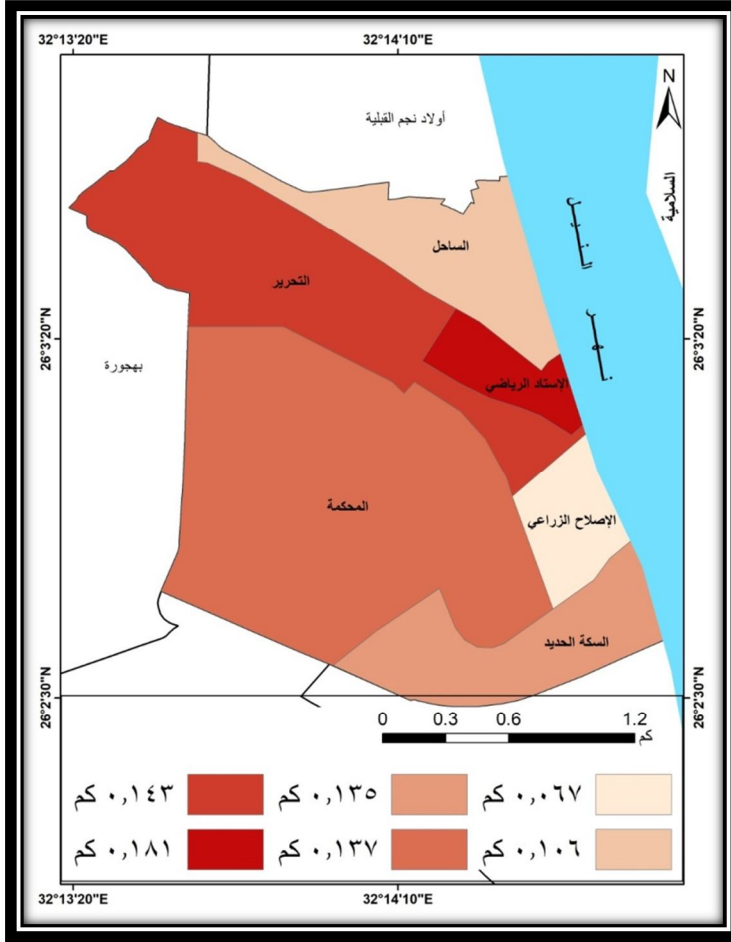 32°13'20"E 32°14'10"E
N
أولاد نجم القبلية
السلامية
الساحل
نهر النيل
التحرير
26°3'20"N 26°3'20"N
بهجورة
الإستاد الرياضي
المحكمة
الإصلاح الزراعي
السكة الحديد
26°2'30"N 26°2'30"N
0 0.3 0.6 1.2
كم
٠,٠٦٧ كم ٠,١٣٥ كم ٠,١٤٣ كم
٠,١٠٦ كم ٠,١٣٧ كم ٠,١٨١ كم
32°13'20"E 32°14'10"E